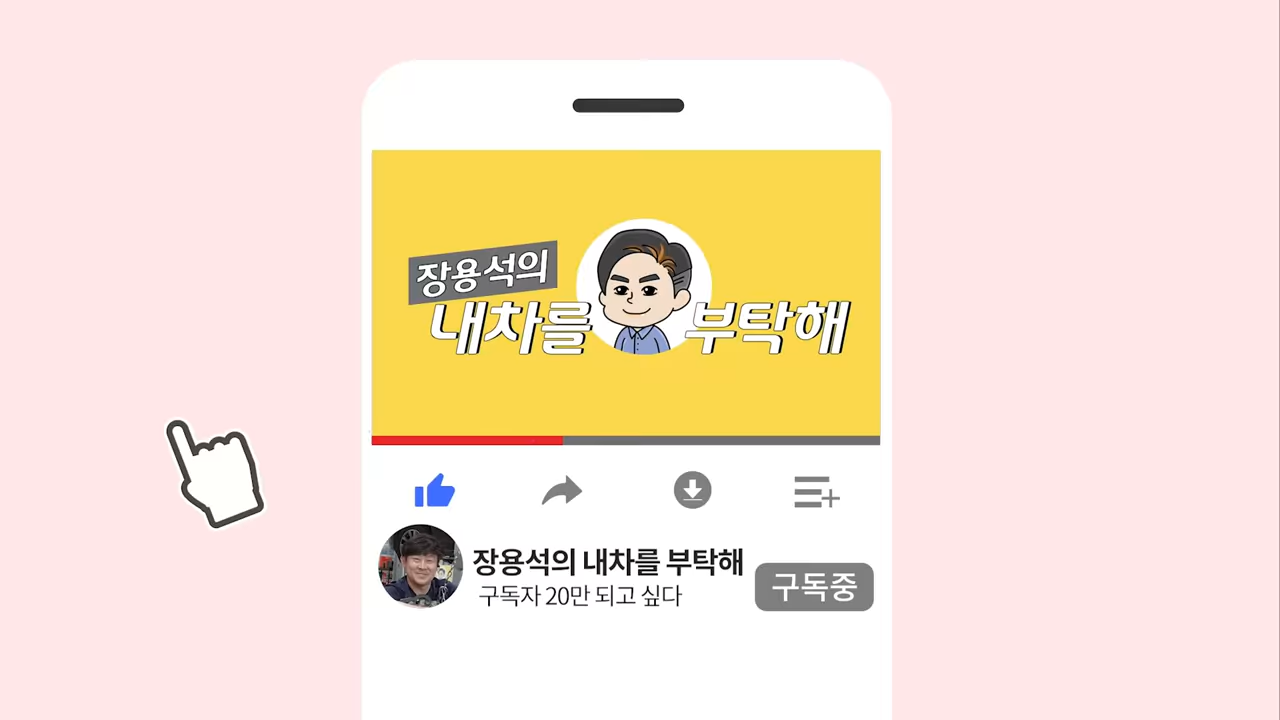 장용석의
내차를 부탁해
장용석의 내차를 부탁해
구독자 20만 되고 싶다
구독중